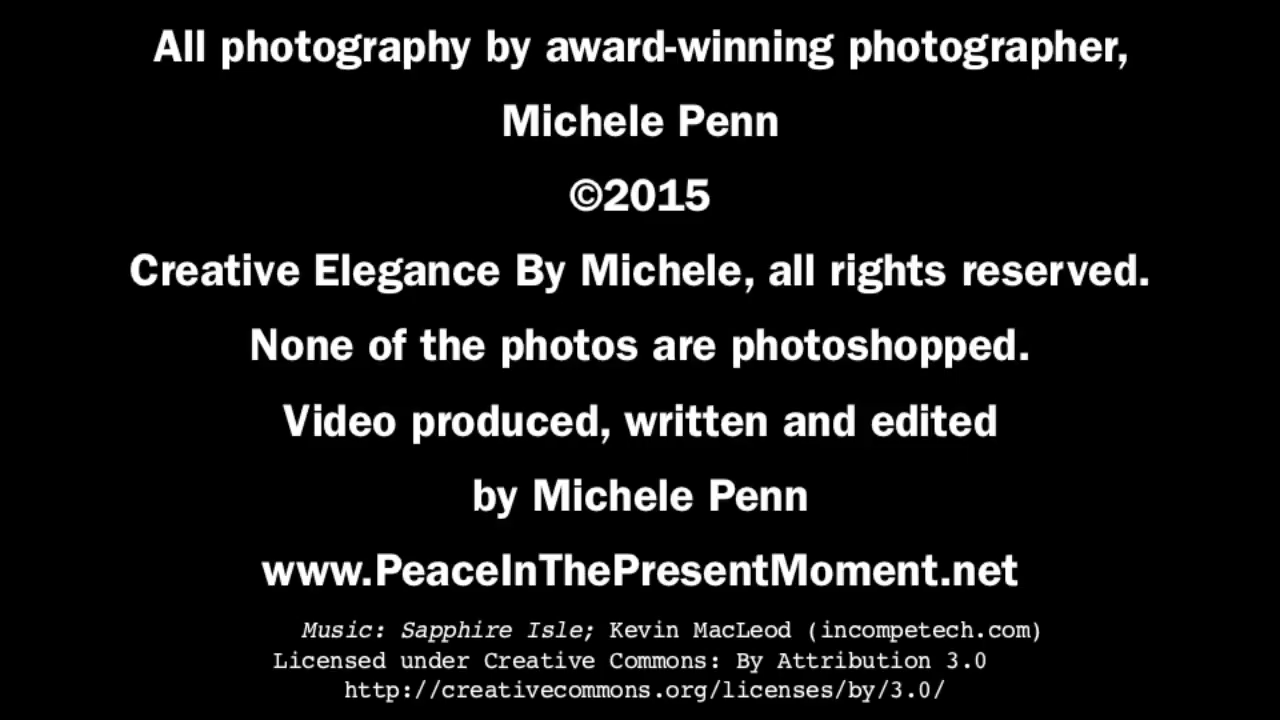 All photography by award-winning photographer,
Michele Penn
©2015
Creative Elegance By Michele, all rights reserved.
None of the photos are photoshopped.
Video produced, written and edited
by Michele Penn
www.PeaceInThePresentMoment.net
Music: Sapphire Isle; Kevin MacLeod (incompetech.com)
Licensed under Creative Commons: By Attribution 3.0
http://creativecommons.org/licenses/by/3.0/